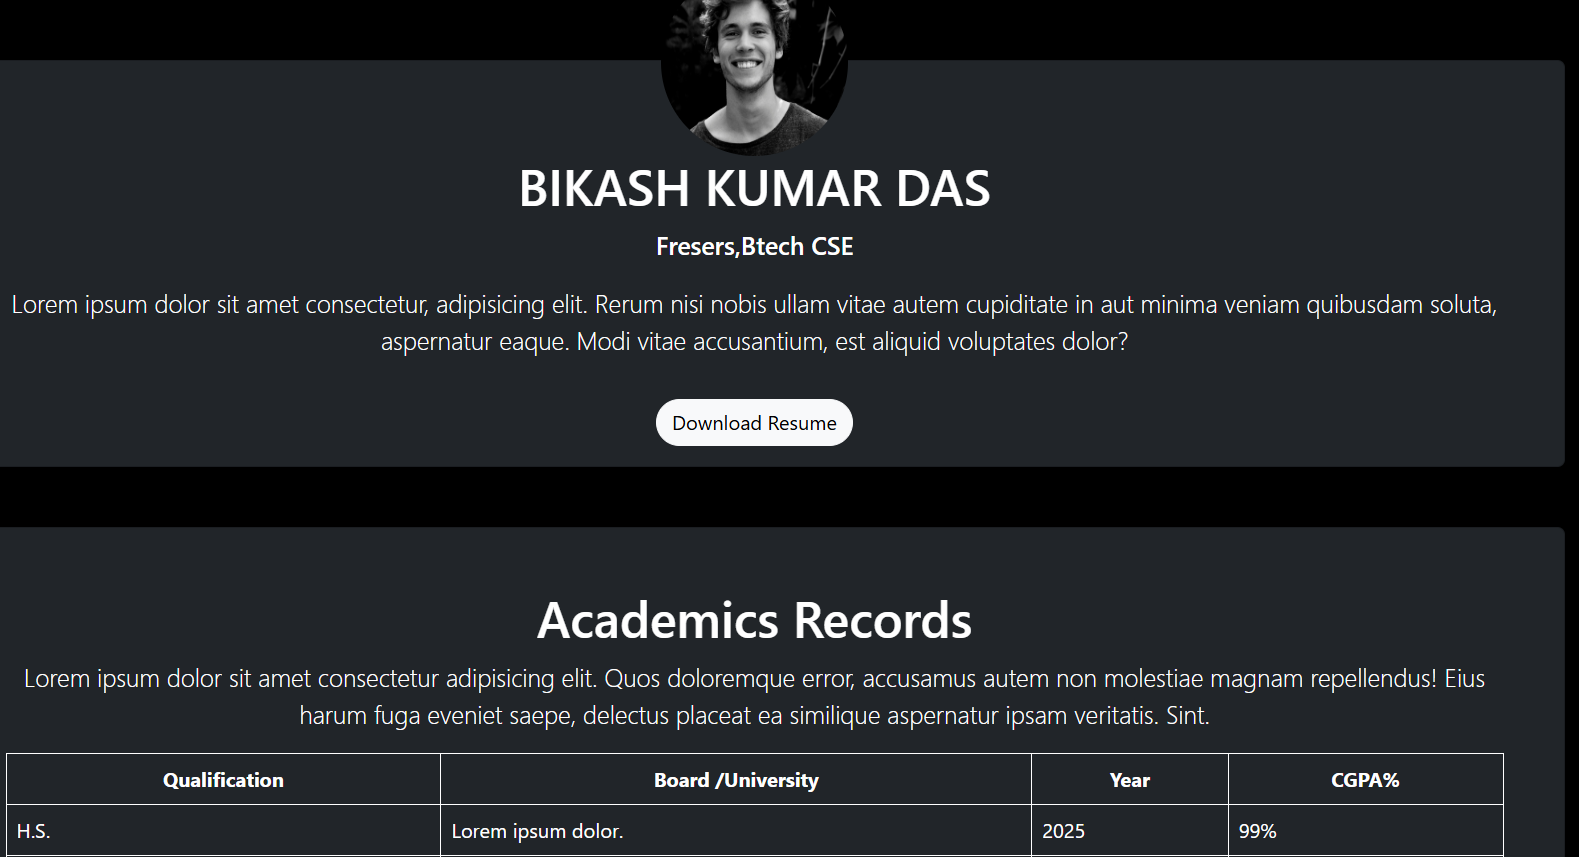 BIKASH KUMAR DAS
Fresers,Btech CSE
Lorem ipsum dolor sit amet consectetur, adipisicing elit. Rerum nisi nobis ullam vitae autem cupiditate in aut minima veniam quibusdam soluta,
aspernatur eaque. Modi vitae accusantium, est aliquid voluptates dolor?
Download Resume
Academics Records
Lorem ipsum dolor sit amet consectetur adipisicing elit. Quos doloremque error, accusamus autem non molestiae magnam repellendus! Eius
harum fuga eveniet saepe, delectus placeat ea similique aspernatur ipsam veritatis. Sint.
Qualification Board /University Year CGPA%
H.S. Lorem ipsum dolor. 2025 99%